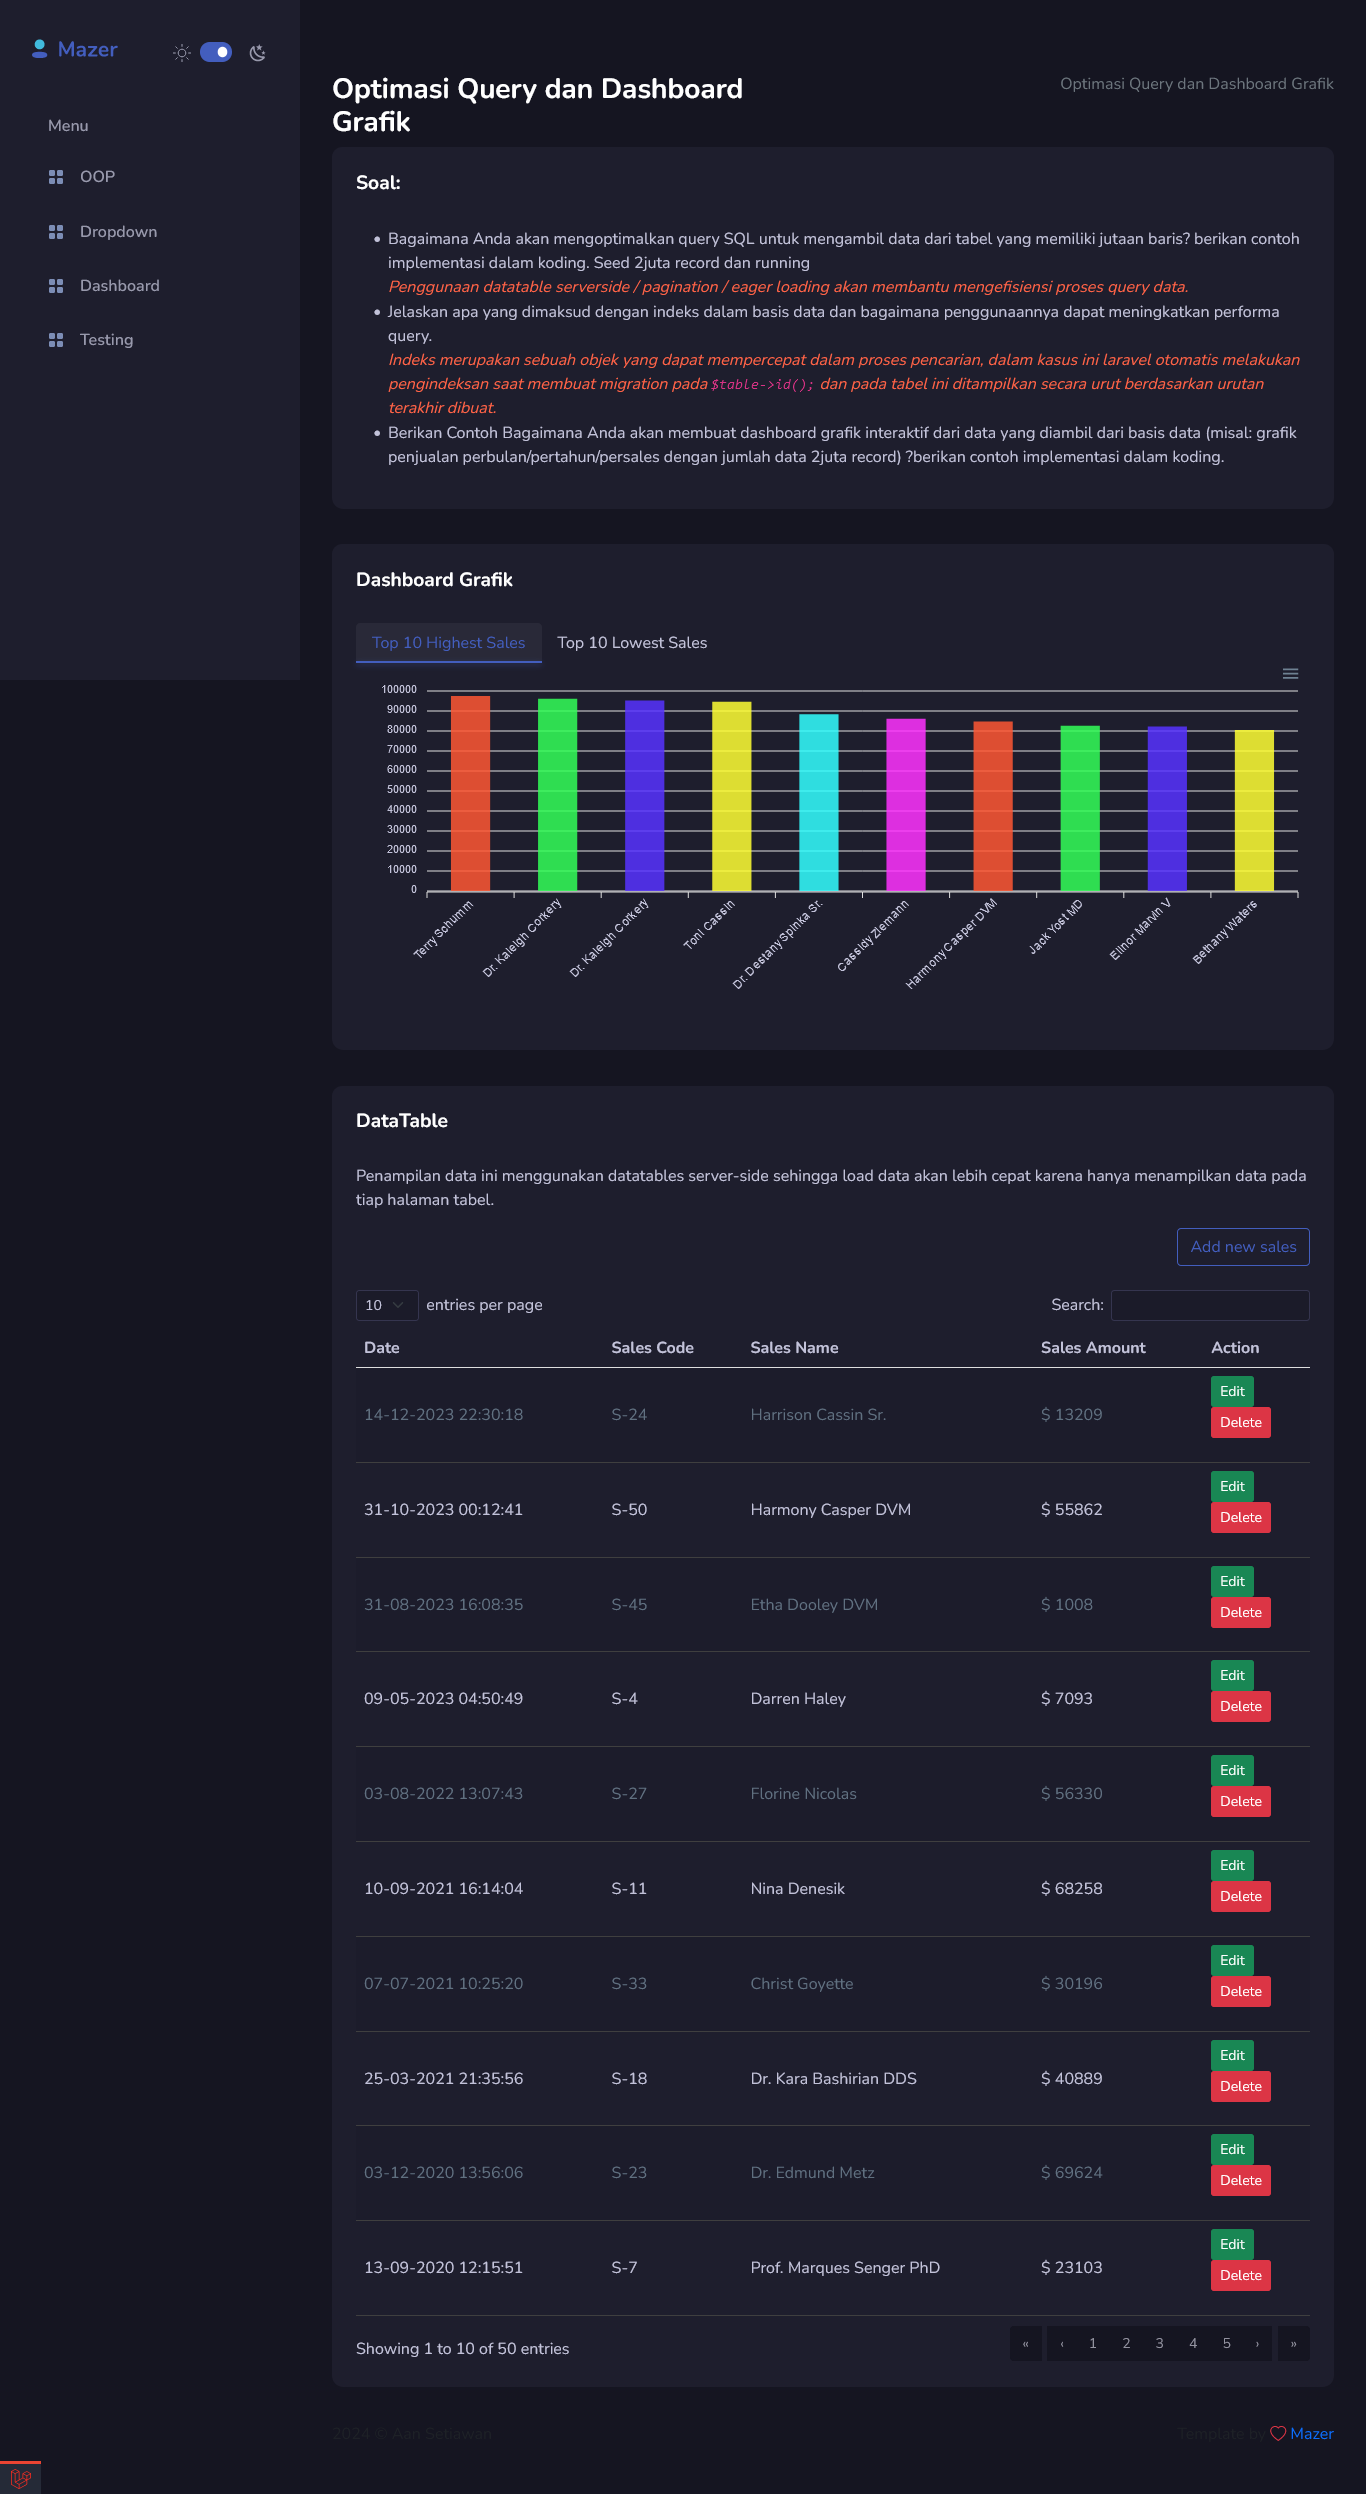 Mazer
Menu
OOP
Dropdown
Dashboard
Testing
Optimasi Query dan Dashboard
Grafik
Optimasi Query dan Dashboard Grafik
Soal:
• Bagaimana Anda akan mengoptimalkan query SQL untuk mengambil data dari tabel yang memiliki jutaan baris? berikan contoh
implementasi dalam koding. Seed 2juta record dan running
Penggunaan datatable serverside / pagination / eager loading akan membantu mengefisiensi proses query data.
• Jelaskan apa yang dimaksud dengan indeks dalam basis data dan bagaimana penggunaannya dapat meningkatkan performa
query.
Indeks merupakan sebuah objek yang dapat mempercepat dalam proses pencarian, dalam kasus ini laravel otomatis melakukan
pengindeksan saat membuat migration pada $table->id(); dan pada tabel ini ditampilkan secara urut berdasarkan urutan
terakhir dibuat.
• Berikan Contoh Bagaimana Anda akan membuat dashboard grafik interaktif dari data yang diambil dari basis data (misal: grafik
penjualan perbulan/pertahun/persales dengan jumlah data 2juta record) ?berikan contoh implementasi dalam koding.
Dashboard Grafik
Top 10 Highest Sales Top 10 Lowest Sales
100000
90000
80000
70000
60000
50000
40000
30000
20000
10000
0
Terry Schumm
Dr. Kaleigh Corkery
Dr. Kaleigh Corkery
Toni Cassin
Dr. Destany Spinka Sr.
Cassidy Ziemann
Harmony Casper DVM
Jack Yost MD
Elinor Marvin V
Bethany Waters
DataTable
Penampilan data ini menggunakan datatables server-side sehingga load data akan lebih cepat karena hanya menampilkan data pada
tiap halaman tabel.
Add new sales
10 entries per page Search:
Date Sales Code Sales Name Sales Amount Action
14-12-2023 22:30:18 S-24 Harrison Cassin Sr. $ 13209 Edit
Delete
31-10-2023 00:12:41 S-50 Harmony Casper DVM $ 55862 Edit
Delete
31-08-2023 16:08:35 S-45 Etha Dooley DVM $ 1008 Edit
Delete
09-05-2023 04:50:49 S-4 Darren Haley $ 7093 Edit
Delete
03-08-2022 13:07:43 S-27 Florine Nicolas $ 56330 Edit
Delete
10-09-2021 16:14:04 S-11 Nina Denesik $ 68258 Edit
Delete
07-07-2021 10:25:20 S-33 Christ Goyette $ 30196 Edit
Delete
25-03-2021 21:35:56 S-18 Dr. Kara Bashirian DDS $ 40889 Edit
Delete
03-12-2020 13:56:06 S-23 Dr. Edmund Metz $ 69624 Edit
Delete
13-09-2020 12:15:51 S-7 Prof. Marques Senger PhD $ 23103 Edit
Delete
Showing 1 to 10 of 50 entries « ‹ 1 2 3 4 5 › »
2024 © Aan Setiawan Template by Mazer